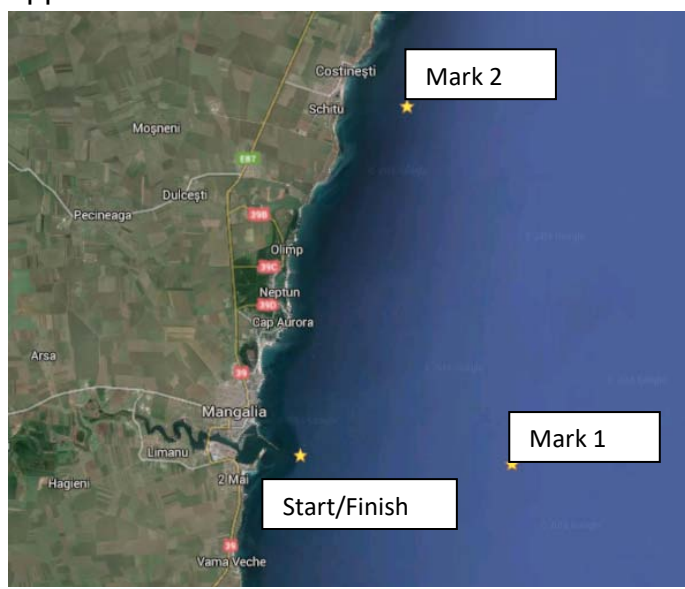 Costinești
Mark 2
Schitu
Moșneni
E87
Dulcești
Pecineaga
39B
Olimp
39C
Neptun
39D
Cap Aurora
Arsa
39
Mangalia
Mark 1
Limanu
Hagieni
2 Mai
Start/Finish
39
Vama Veche